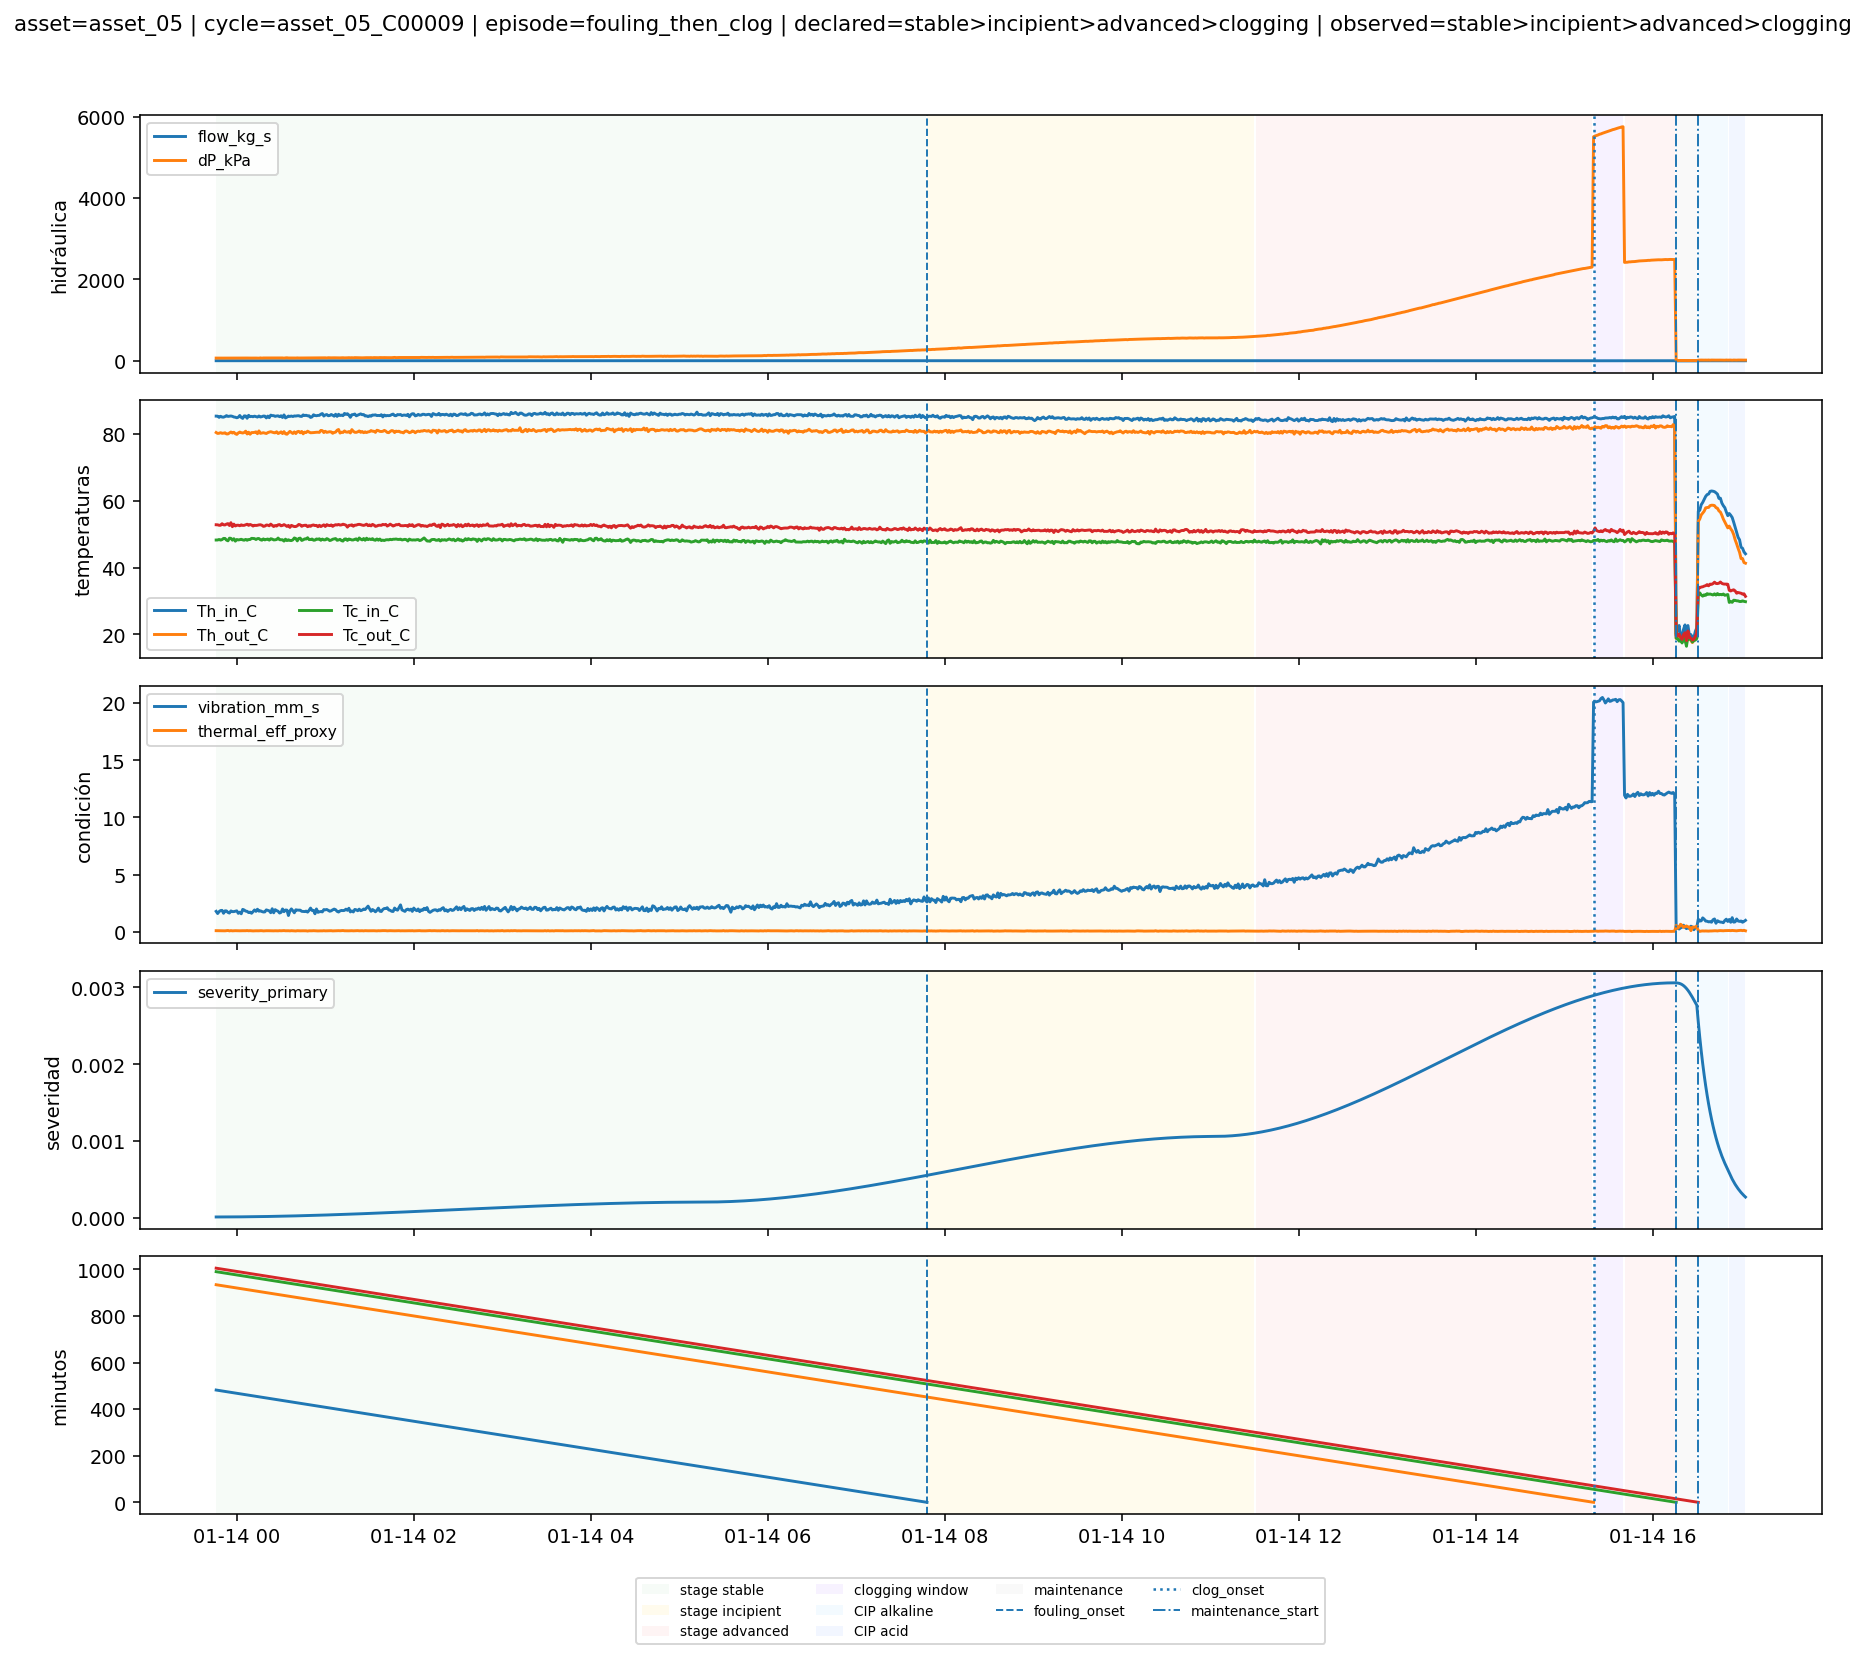 asset=asset_05 | cycle=asset_05_C00009 | episode=fouling_then_clog | declared=stable>incipient>advanced>clogging | observed=stable>incipient>advanced>clogging
6000
4000
2000
0
hidráulica
flow_kg_s
dP_kPa
80
60
40
20
temperaturas
Th_in_C
Th_out_C
Tc_in_C
Tc_out_C
20
15
10
5
0
condición
vibration_mm_s
thermal_eff_proxy
0.003
0.002
0.001
0.000
severidad
severity_primary
1000
800
600
400
200
0
minutos
01-14 00
01-14 02
01-14 04
01-14 06
01-14 08
01-14 10
01-14 12
01-14 14
01-14 16
stage stable
stage incipient
stage advanced
clogging window
CIP alkaline
CIP acid
maintenance
fouling_onset
clog_onset
maintenance_start